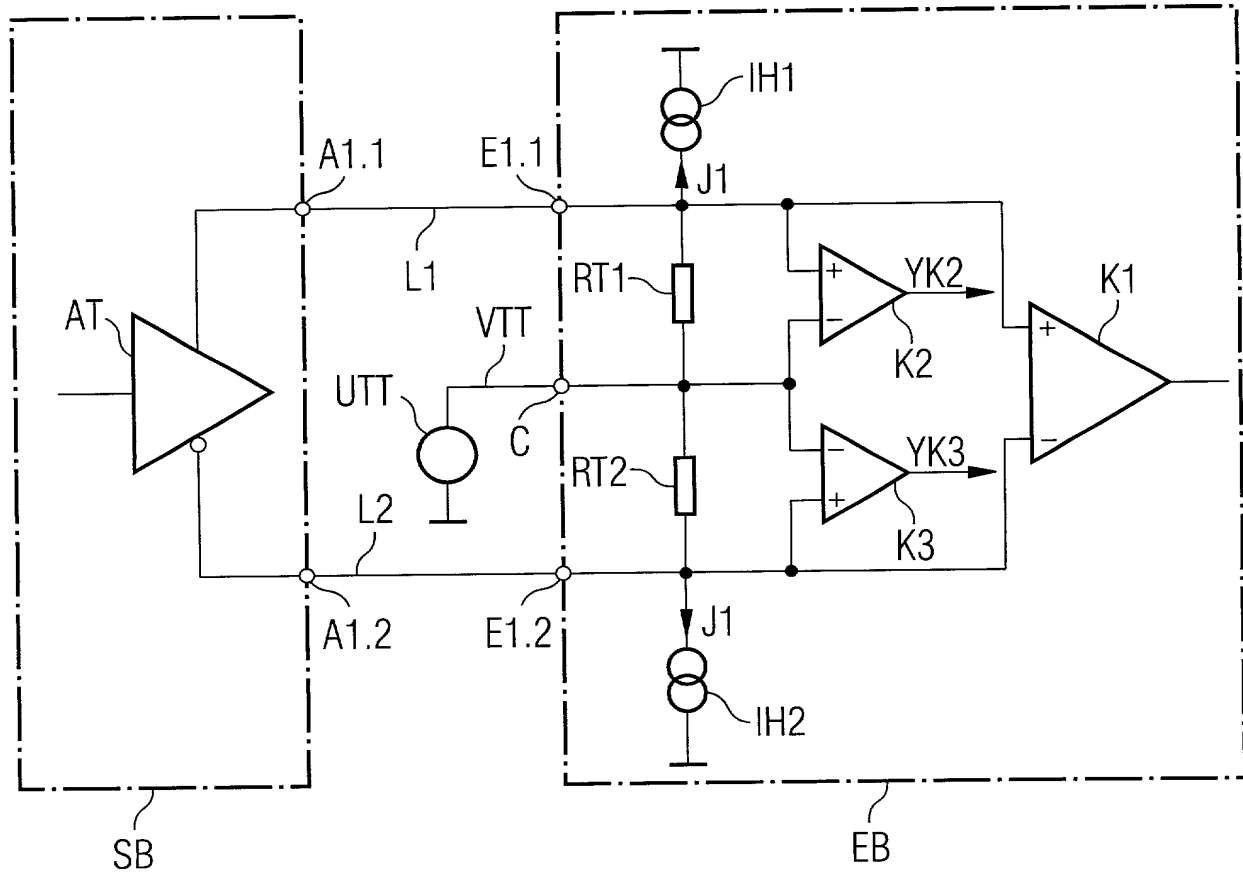 IH1
A1.1
E1.1
J1
L1
RT1
+
YK2
K1
AT
VTT
−
K2
+
UTT
C
RT2
−
YK3
−
L2
+
K3
A1.2
E1.2
J1
IH2
SB
EB